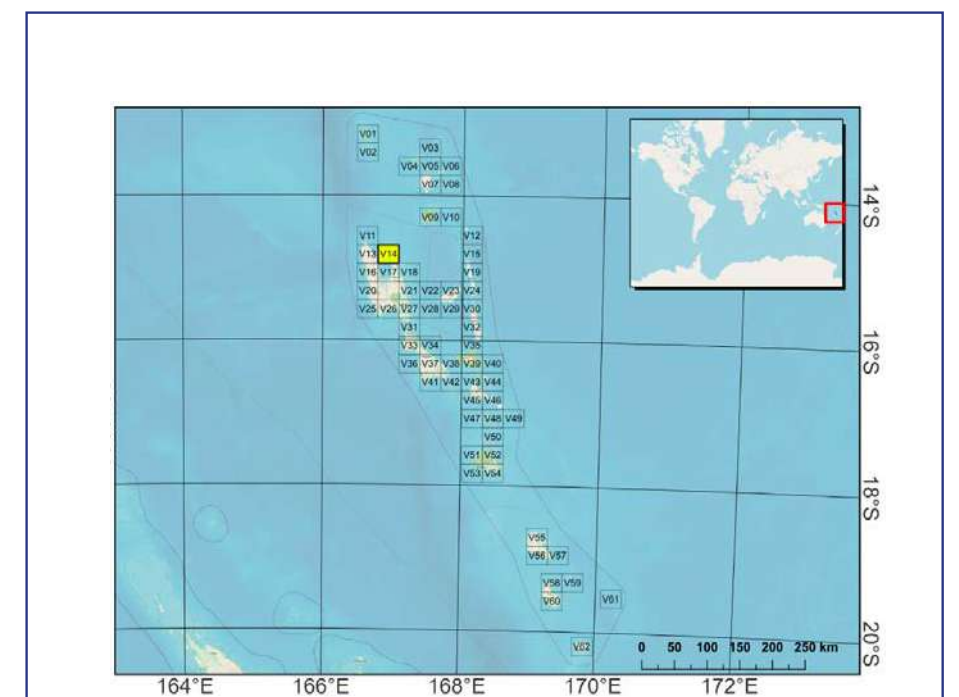 V01
V02 V03
V04 V05 V06
V07 V08
14°S
V09 V10
V11 V12
V13 V14 V15
V16 V17 V18 V19
V20 V21 V22 V23 V24
V25 V26 V27 V28 V29 V30
V31 V32
V33 V34 V35
16°S
V36 V37 V38 V39 V40
V41 V42 V43 V44
V45 V46
V47 V48 V49
V50
V51 V52
V53 V54
18°S
V55
V56 V57
V58 V59
V60 V61
V62
20°S
0 50 100 150 200 250 km
164°E 166°E 168°E 170°E 172°E